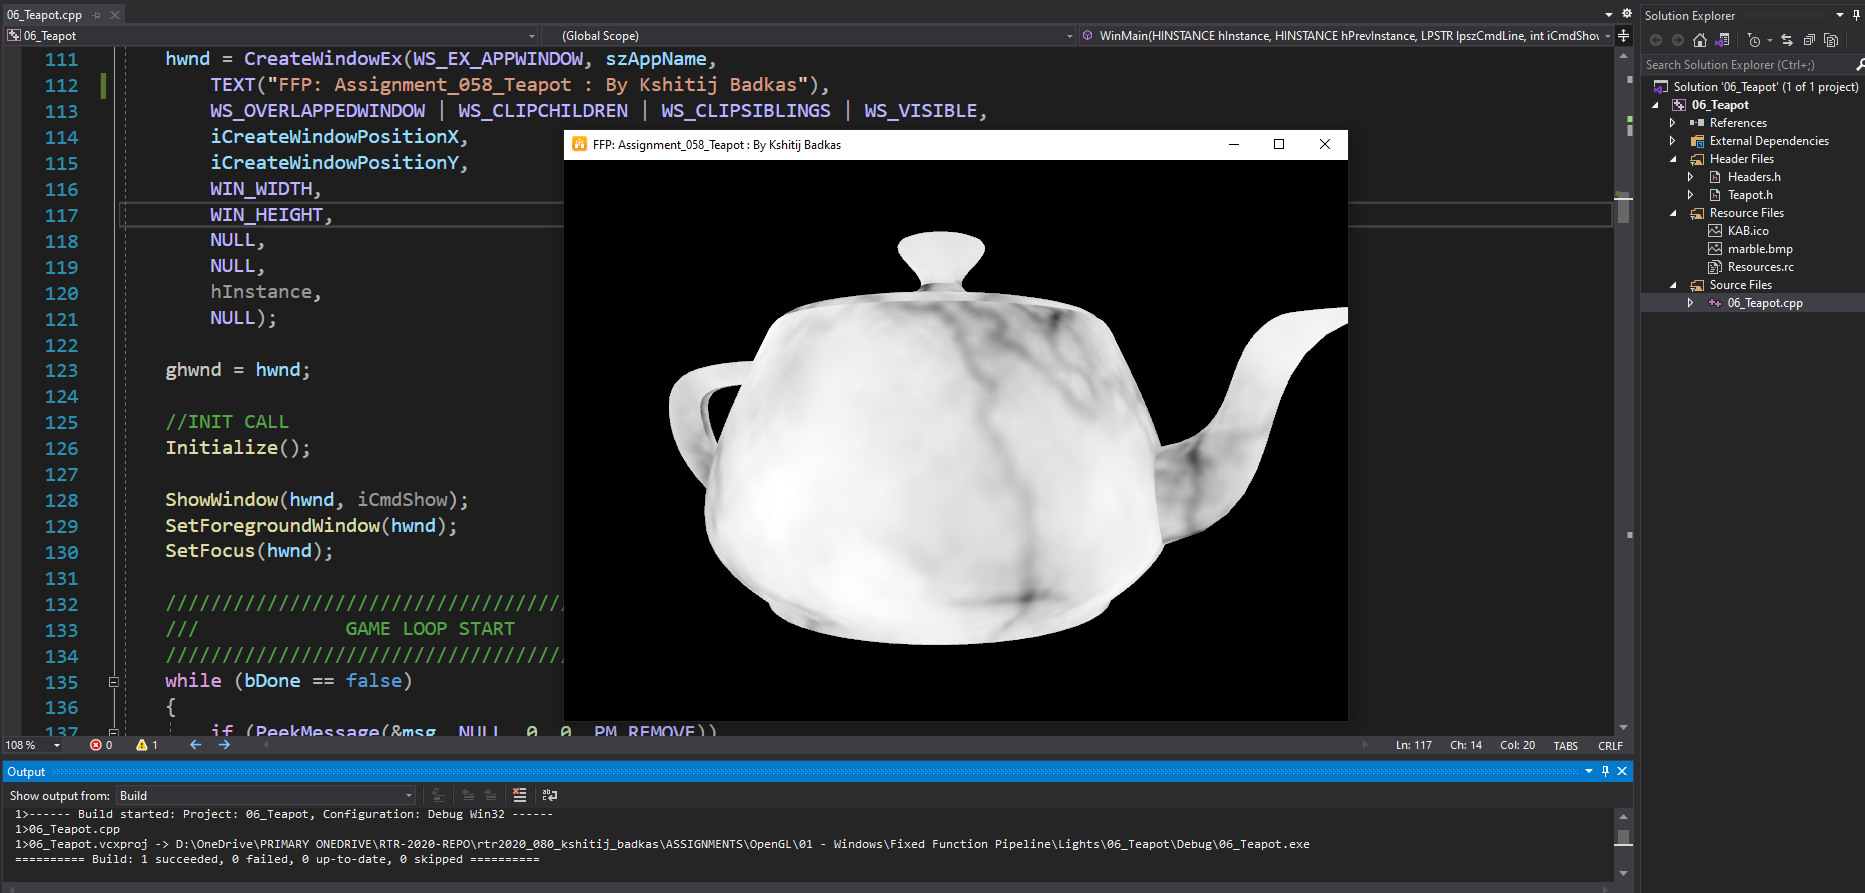 06_Teapot.cpp
06_Teapot
(Global Scope)
WinMain(HINSTANCE hInstance, HINSTANCE hPrevInstance, LPSTR lpszCmdLine, int iCmdShow
111 hwnd = CreateWindowEx(WS_EX_APPWINDOW, szAppName,
112 TEXT("FFP: Assignment_058_Teapot : By Kshitij Badkas"),
113 WS_OVERLAPPEDWINDOW | WS_CLIPCHILDREN | WS_CLIPSIBLINGS | WS_VISIBLE,
114 iCreateWindowPositionX,
115 iCreateWindowPositionY,
116 WIN_WIDTH,
117 WIN_HEIGHT,
118 NULL,
119 NULL,
120 hInstance,
121 NULL);
122
123 ghwnd = hwnd;
124
125 //INIT CALL
126 Initialize();
127
128 ShowWindow(hwnd, iCmdShow);
129 SetForegroundWindow(hwnd);
130 SetFocus(hwnd);
131
132 ///////////////////////////////////
133 /// GAME LOOP START
134 ///////////////////////////////////
135 while (bDone == false)
136 {
137 if (PeekMessage(&msg, NULL, 0, 0, PM_REMOVE))
FFP: Assignment_058_Teapot : By Kshitij Badkas
108 %
0
1
Ln: 117 Ch: 14 Col: 20 TABS CRLF
Output
Show output from: Build
1>------ Build started: Project: 06_Teapot, Configuration: Debug Win32 ------
1>06_Teapot.cpp
1>06_Teapot.vcxproj -> D:\OneDrive\PRIMARY ONEDRIVE\RTR-2020-REPO\rtr2020_080_kshitij_badkas\ASSIGNMENTS\OpenGL\01 - Windows\Fixed Function Pipeline\Lights\06_Teapot\Debug\06_Teapot.exe
========== Build: 1 succeeded, 0 failed, 0 up-to-date, 0 skipped ==========
Solution Explorer
Search Solution Explorer (Ctrl+;)
Solution '06_Teapot' (1 of 1 project)
06_Teapot
References
External Dependencies
Header Files
Headers.h
Teapot.h
Resource Files
KAB.ico
marble.bmp
Resources.rc
Source Files
06_Teapot.cpp